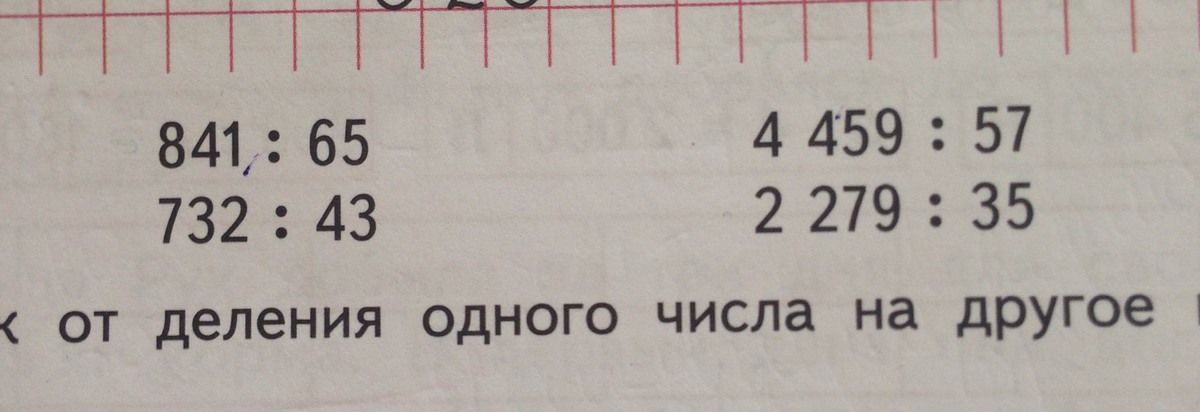 841 : 65
732 : 43
4 459 : 57
2 279 : 35
от деления одного числа на другое